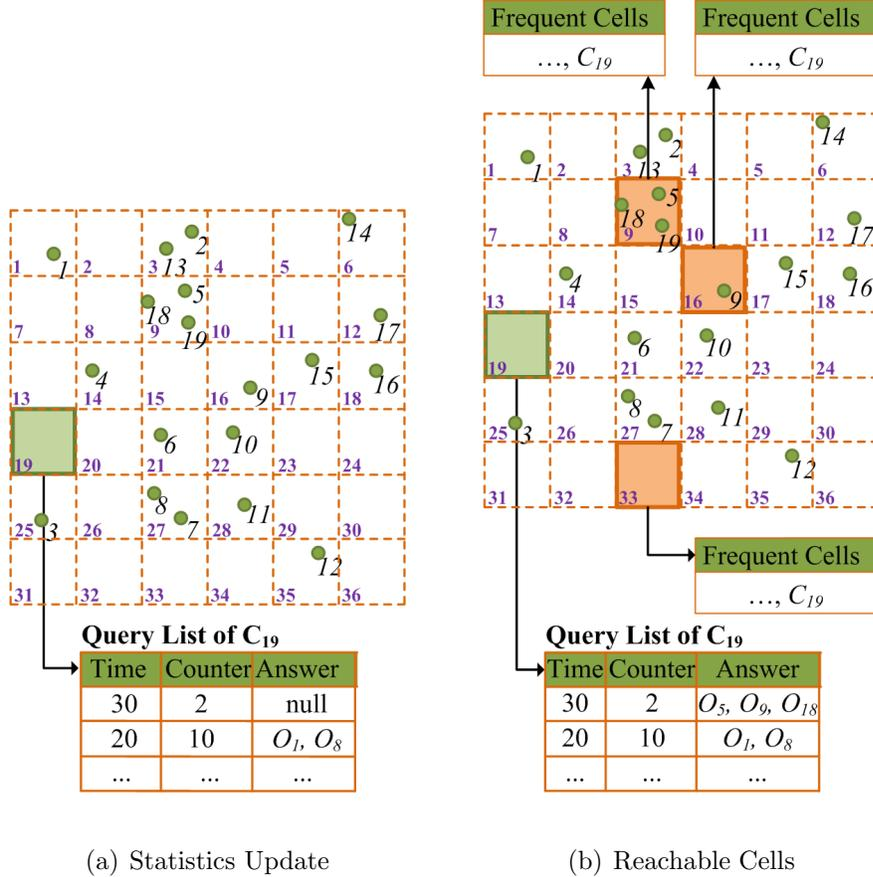 Frequent Cells Frequent Cells
..., C19 ..., C19
14
2
13
1
1 2 3 4 5 6
5
18
19
17
7 8 9 10 11 12
4
15
16
9
13 14 15 16 17 18
6
10
19 20 21 22 23 24
8
11
7
3
25 26 27 28 29 30
12
31 32 33 34 35 36
Query List of C19
Time Counter Answer
30 2 null
20 10 O1, O8
... ... ...
(a) Statistics Update
14
2
13
1
1 2 3 4 5 6
5
18
19
17
7 8 9 10 11 12
4
15
16
9
13 14 15 16 17 18
6
10
19 20 21 22 23 24
8
11
7
3
25 26 27 28 29 30
12
31 32 33 34 35 36
Frequent Cells
..., C19
Query List of C19
Time Counter Answer
30 2 O5, O9, O18
20 10 O1, O8
... ... ...
(b) Reachable Cells